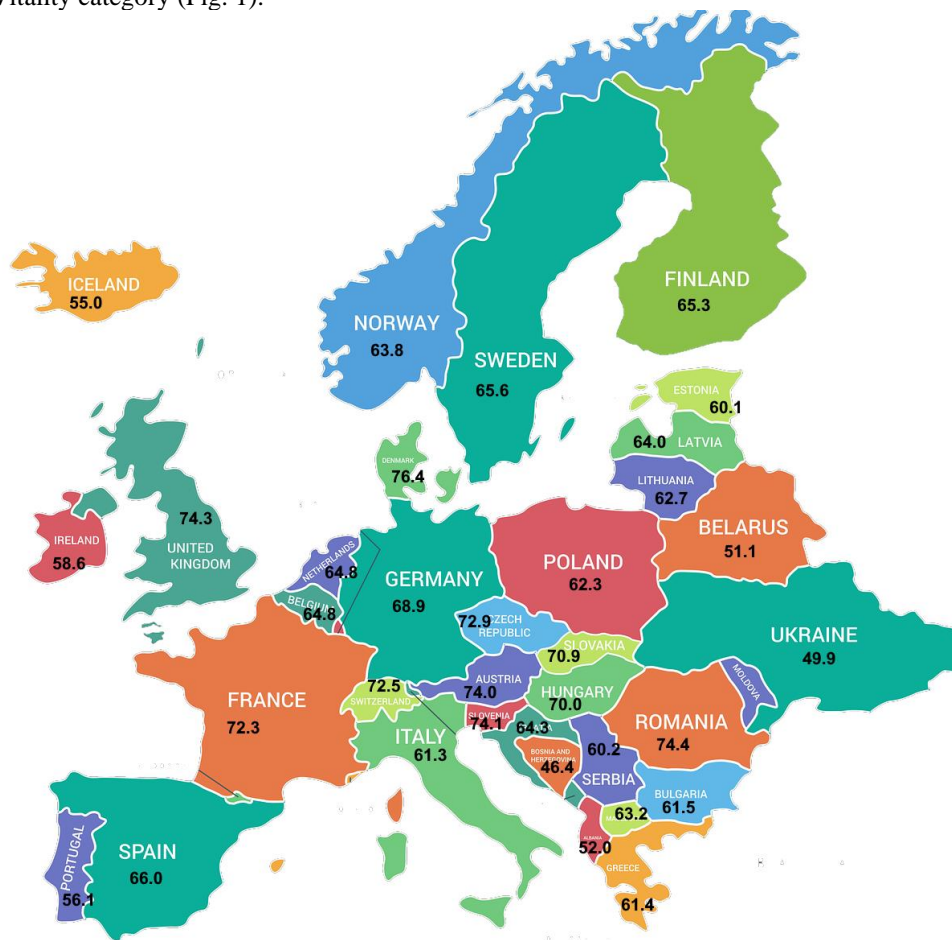 Vitality category (Fig. 1).
ICELAND
55.0
FINLAND
65.3
NORWAY
63.8
SWEDEN
65.6
ESTONIA
60.1
64.0 LATVIA
DENMARK
76.4
LITHUANIA
62.7
74.3
UNITED
KINGDOM
BELARUS
51.1
IRELAND
58.6
NETHERLANDS
64.8
POLAND
62.3
GERMANY
68.9
BELGIUM
64.8
72.9 CZECH
REPUBLIC
UKRAINE
49.9
SLOVAKIA
70.9
AUSTRIA
74.0
72.5
SWITZERLAND
HUNGARY
70.0
MOLDOVA
FRANCE
72.3
SLOVENIA
74.1
64.3
ROMANIA
74.4
ITALY
61.3
BOSNIA AND
HERZEGOVINA
46.4
60.2
SERBIA
BULGARIA
61.5
63.2
ALBANIA
52.0
SPAIN
66.0
PORTUGAL
56.1
GREECE
61.4